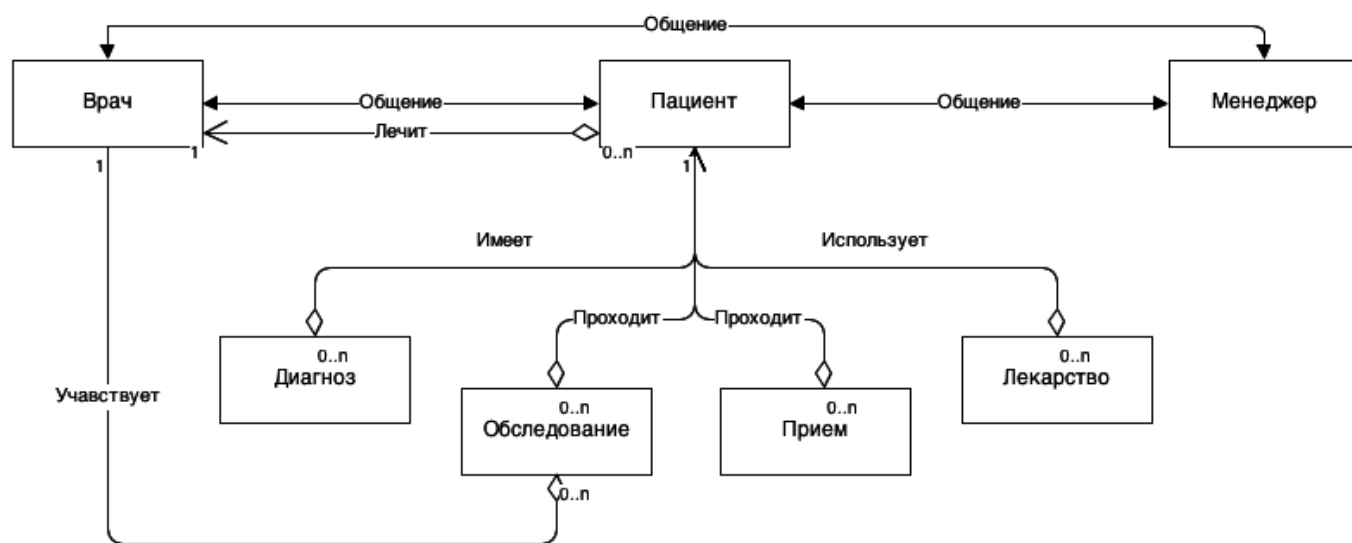 Общение
Врач
Общение
Пациент
Общение
Менеджер
Лечит
1
0..n
1
1
Имеет
Использует
Проходит
Проходит
0..n
Диагноз
0..n
Лекарство
Учавствует
0..n
Обследование
0..n
Прием
0..n